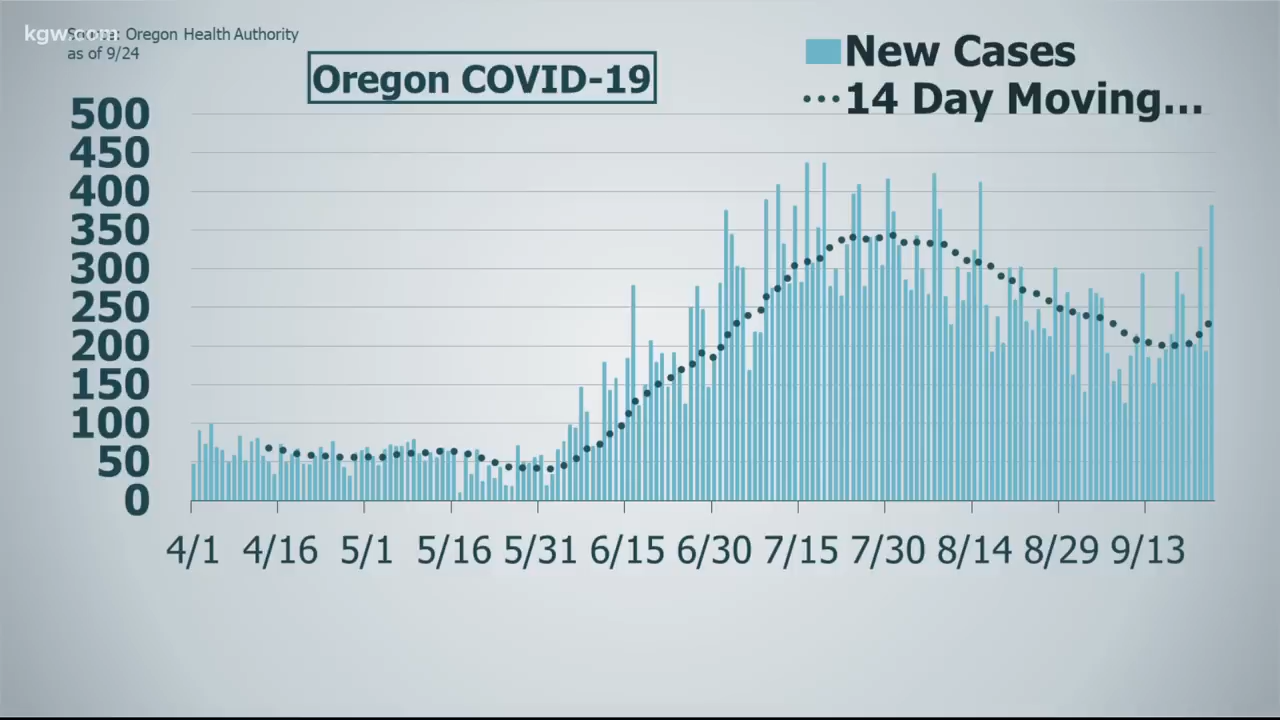 kgw.com
Oregon Health Authority
as of 9/24
Oregon COVID-19
New Cases
14 Day Moving...
500
450
400
350
300
250
200
150
100
50
0
4/1 4/16 5/1 5/16 5/31 6/15 6/30 7/15 7/30 8/14 8/29 9/13